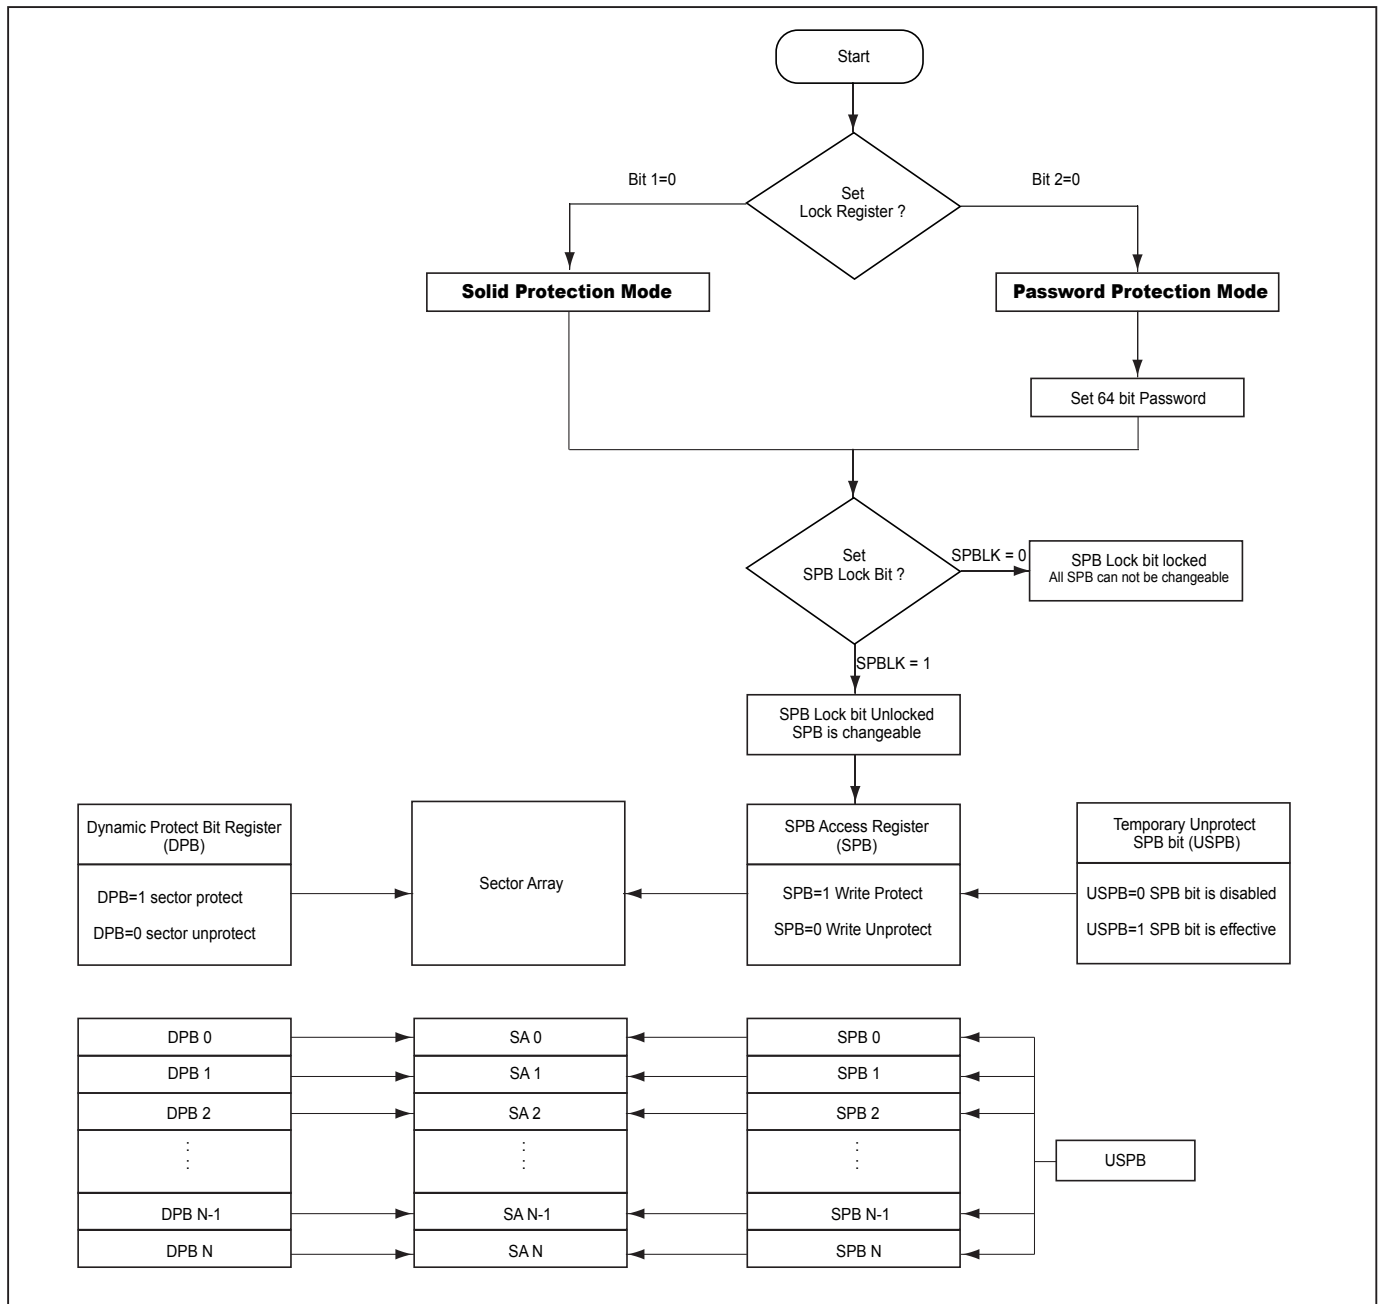 Start
Set
Lock Register ?
Bit 1=0
Bit 2=0
Solid Protection Mode
Password Protection Mode
Set 64 bit Password
Set
SPB Lock Bit ?
SPBLK = 0
SPB Lock bit locked
All SPB can not be changeable
SPBLK = 1
SPB Lock bit Unlocked
SPB is changeable
Dynamic Protect Bit Register
(DPB)
DPB=1 sector protect
DPB=0 sector unprotect
Sector Array
SPB Access Register
(SPB)
SPB=1 Write Protect
SPB=0 Write Unprotect
Temporary Unprotect
SPB bit (USPB)
USPB=0 SPB bit is disabled
USPB=1 SPB bit is effective
DPB 0
SA 0
SPB 0
DPB 1
SA 1
SPB 1
DPB 2
SA 2
SPB 2
USPB
DPB N-1
SA N-1
SPB N-1
DPB N
SA N
SPB N